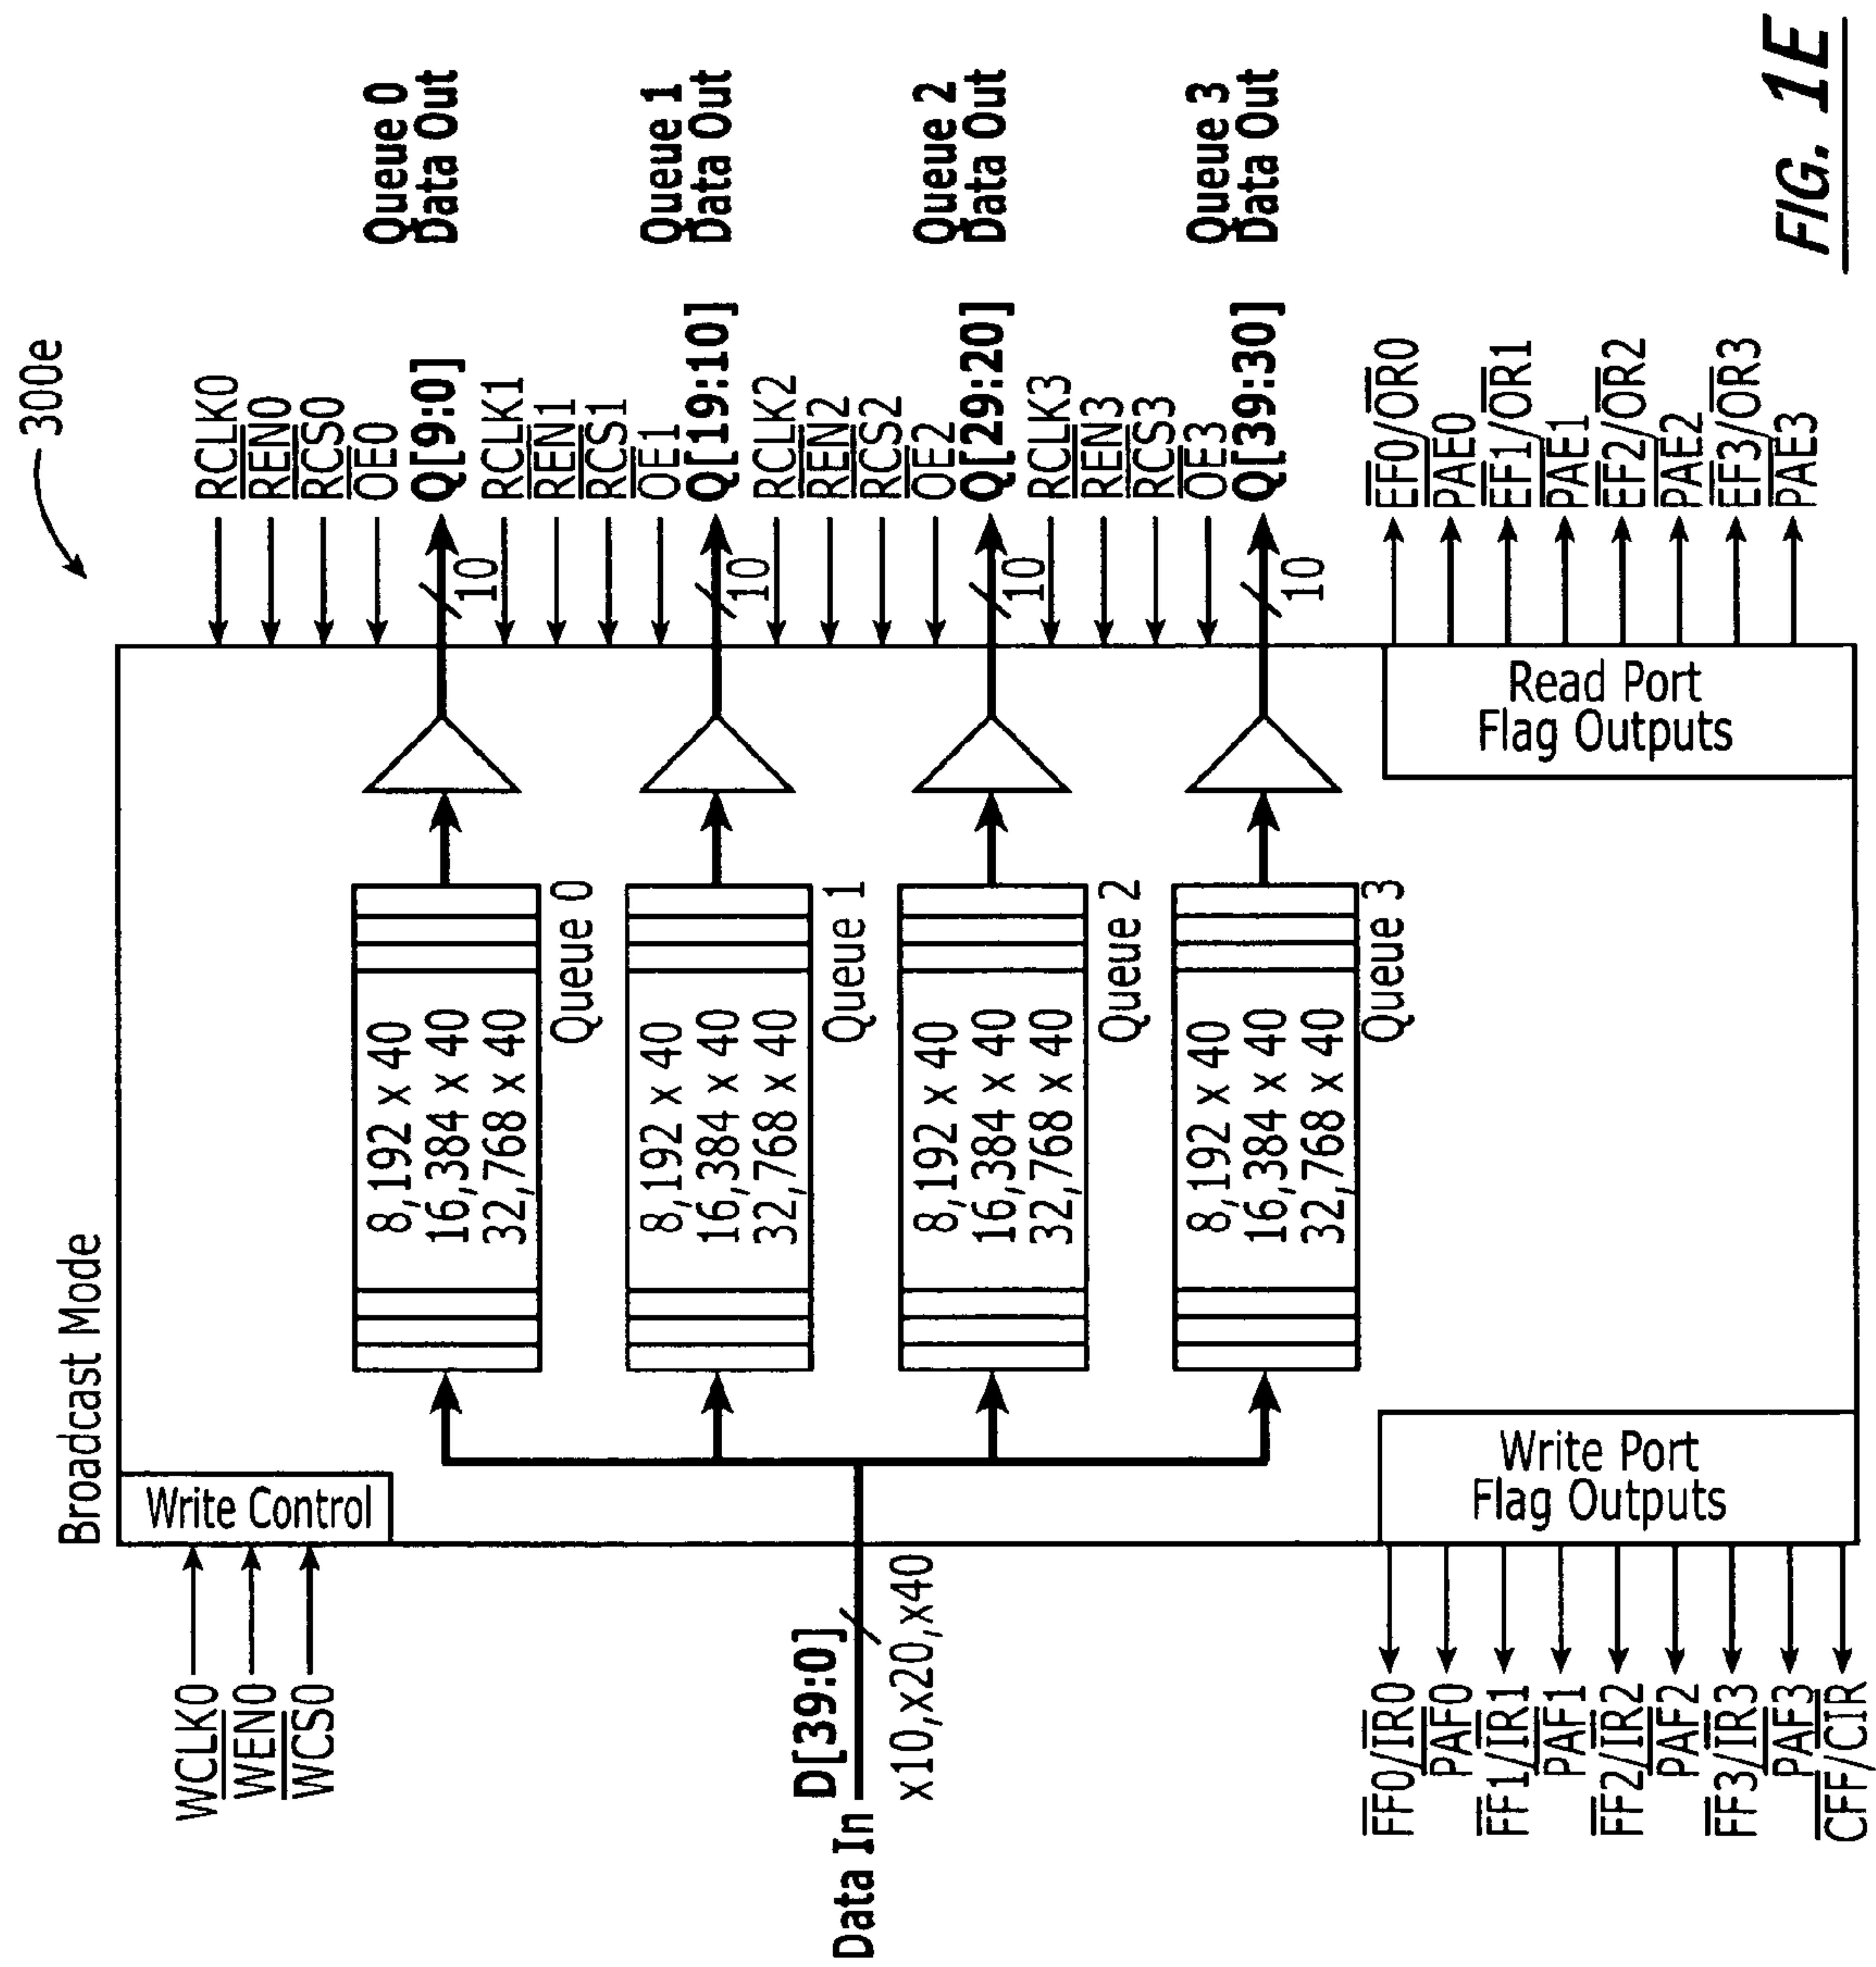 Broadcast Mode
300e
WCLK0
WEN0
WCS0
Write Control
Data In
D[39:0]
x10,x20,x40
8,192 x 40
16,384 x 40
32,768 x 40
Queue 0
8,192 x 40
16,384 x 40
32,768 x 40
Queue 1
8,192 x 40
16,384 x 40
32,768 x 40
Queue 2
8,192 x 40
16,384 x 40
32,768 x 40
Queue 3
RCLK0
REN0
RCS0
OE0
Q[9:0]
10
Queue 0
Data Out
RCLK1
REN1
RCS1
OE1
Q[19:10]
10
Queue 1
Data Out
RCLK2
REN2
RCS2
OE2
Q[29:20]
10
Queue 2
Data Out
RCLK3
REN3
RCS3
OE3
Q[39:30]
10
Queue 3
Data Out
Write Port
Flag Outputs
FF0/IR0
PAF0
FF1/IR1
PAF1
FF2/IR2
PAF2
FF3/IR3
PAF3
CFF/CIR
Read Port
Flag Outputs
EF0/OR0
PAE0
EF1/OR1
PAE1
EF2/OR2
PAE2
EF3/OR3
PAE3
FIG. 1E